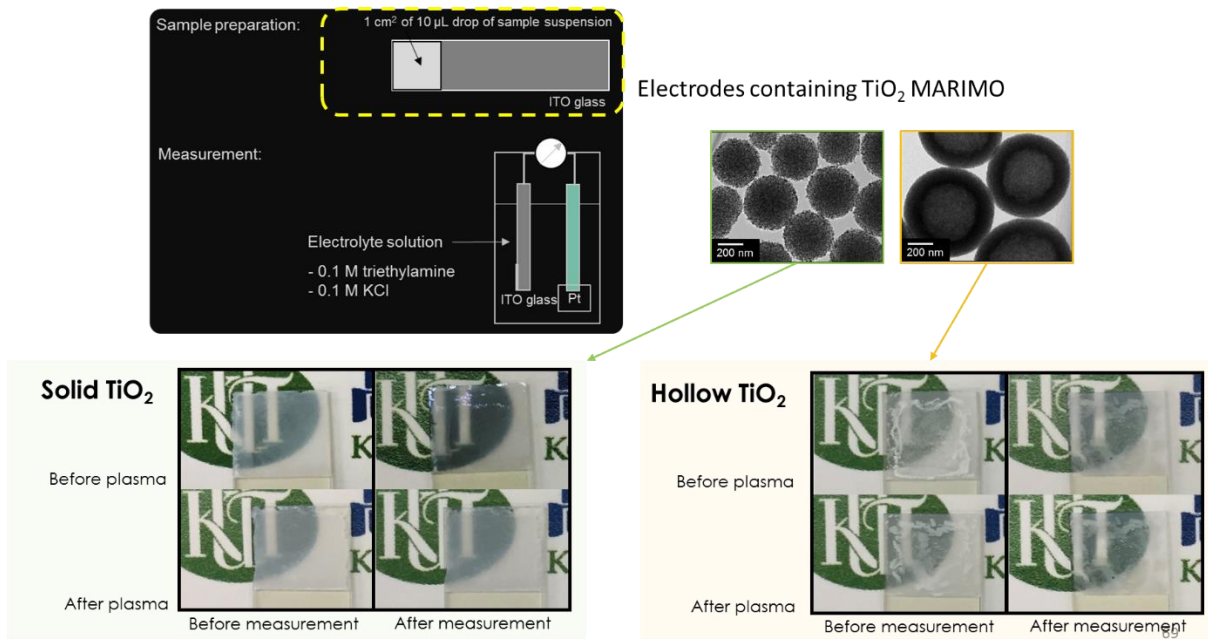 Sample preparation:
1 cm² of 10 µL drop of sample suspension
ITO glass
Measurement:
Electrolyte solution
- 0.1 M triethylamine
- 0.1 M KCl
ITO glass
Pt
Electrodes containing TiO₂ MARIMO
200 nm
200 nm
Solid TiO₂
Before plasma
After plasma
Before measurement
After measurement
Hollow TiO₂
Before plasma
After plasma
Before measurement
After measurement
69